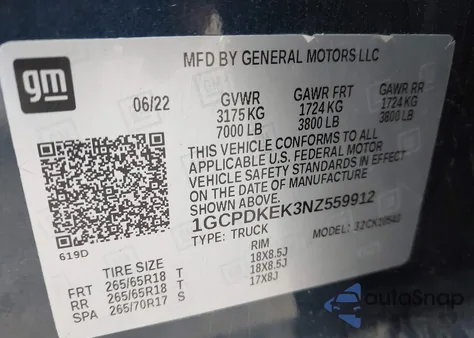 MFD BY GENERAL MOTORS LLC
gm
06/22 GVWR GAWR FRT GAWR RR
3175 KG 1724 KG 1724 KG
7000 LB 3800 LB 3800 LB
THIS VEHICLE CONFORMS TO ALL
APPLICABLE U.S. FEDERAL MOTOR
VEHICLE SAFETY STANDARDS IN EFFECT
ON THE DATE OF MANUFACTURE
1GCPDKEK3NZ559912
TYPE: TRUCK MODEL: 32CK10543
619D
TIRE SIZE RIM
FRT 265/65R18 T 18X8.5J
RR 265/65R18 T 18X8.5J
SPA 265/70R17 S 17X8J
autoSnap